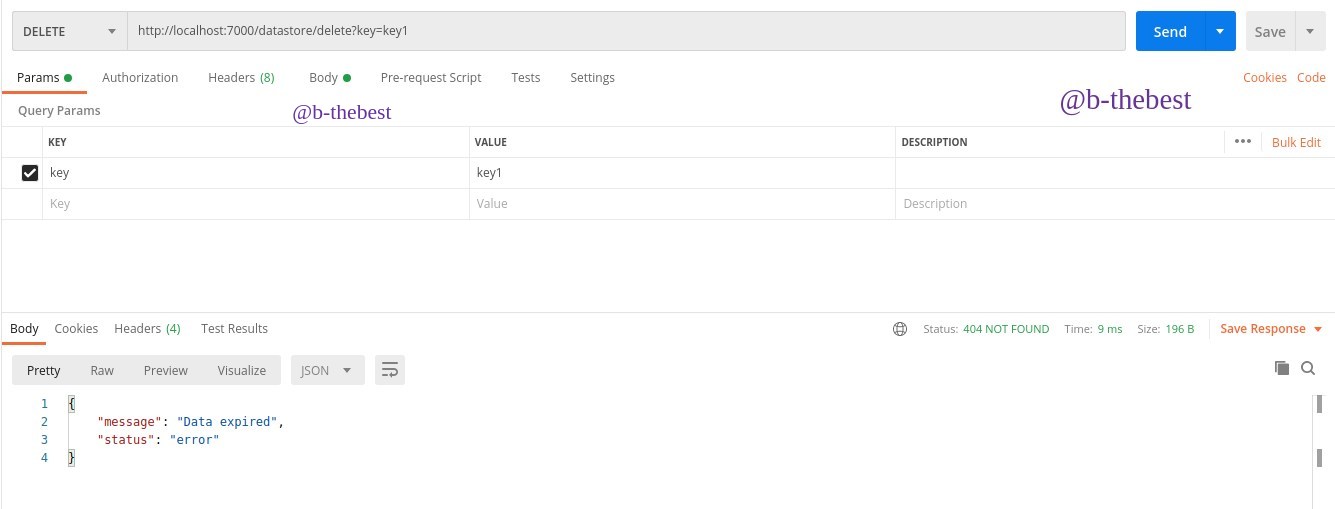 DELETE http://localhost:7000/datastore/delete?key=key1 Send Save
Params Authorization Headers (8) Body Pre-request Script Tests Settings Cookies Code
Query Params @b-thebest @b-thebest
KEY VALUE DESCRIPTION ••• Bulk Edit
key key1
Key Value Description
Body Cookies Headers (4) Test Results Status: 404 NOT FOUND Time: 9 ms Size: 196 B Save Response
Pretty Raw Preview Visualize JSON
1 {
2 "message": "Data expired",
3 "status": "error"
4 }